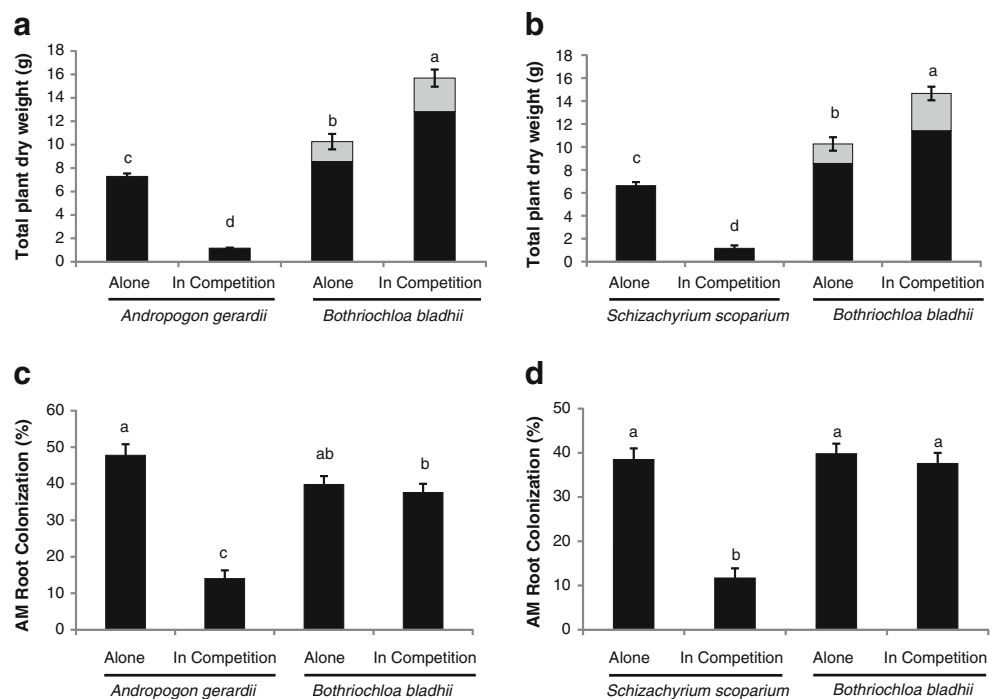 a
Total plant dry weight (g)
18
16
14
12
10
8
6
4
2
0
c
d
b
a
Alone In Competition Alone In Competition
Andropogon gerardii Bothriochloa bladhii
b
Total plant dry weight (g)
18
16
14
12
10
8
6
4
2
0
c
d
b
a
Alone In Competition Alone In Competition
Schizachyrium scoparium Bothriochloa bladhii
c
AM Root Colonization (%)
60
50
40
30
20
10
0
a
c
ab
b
Alone In Competition Alone In Competition
Andropogon gerardii Bothriochloa bladhii
d
AM Root Colonization (%)
50
40
30
20
10
0
a
b
a
a
Alone In Competition Alone In Competition
Schizachyrium scoparium Bothriochloa bladhii